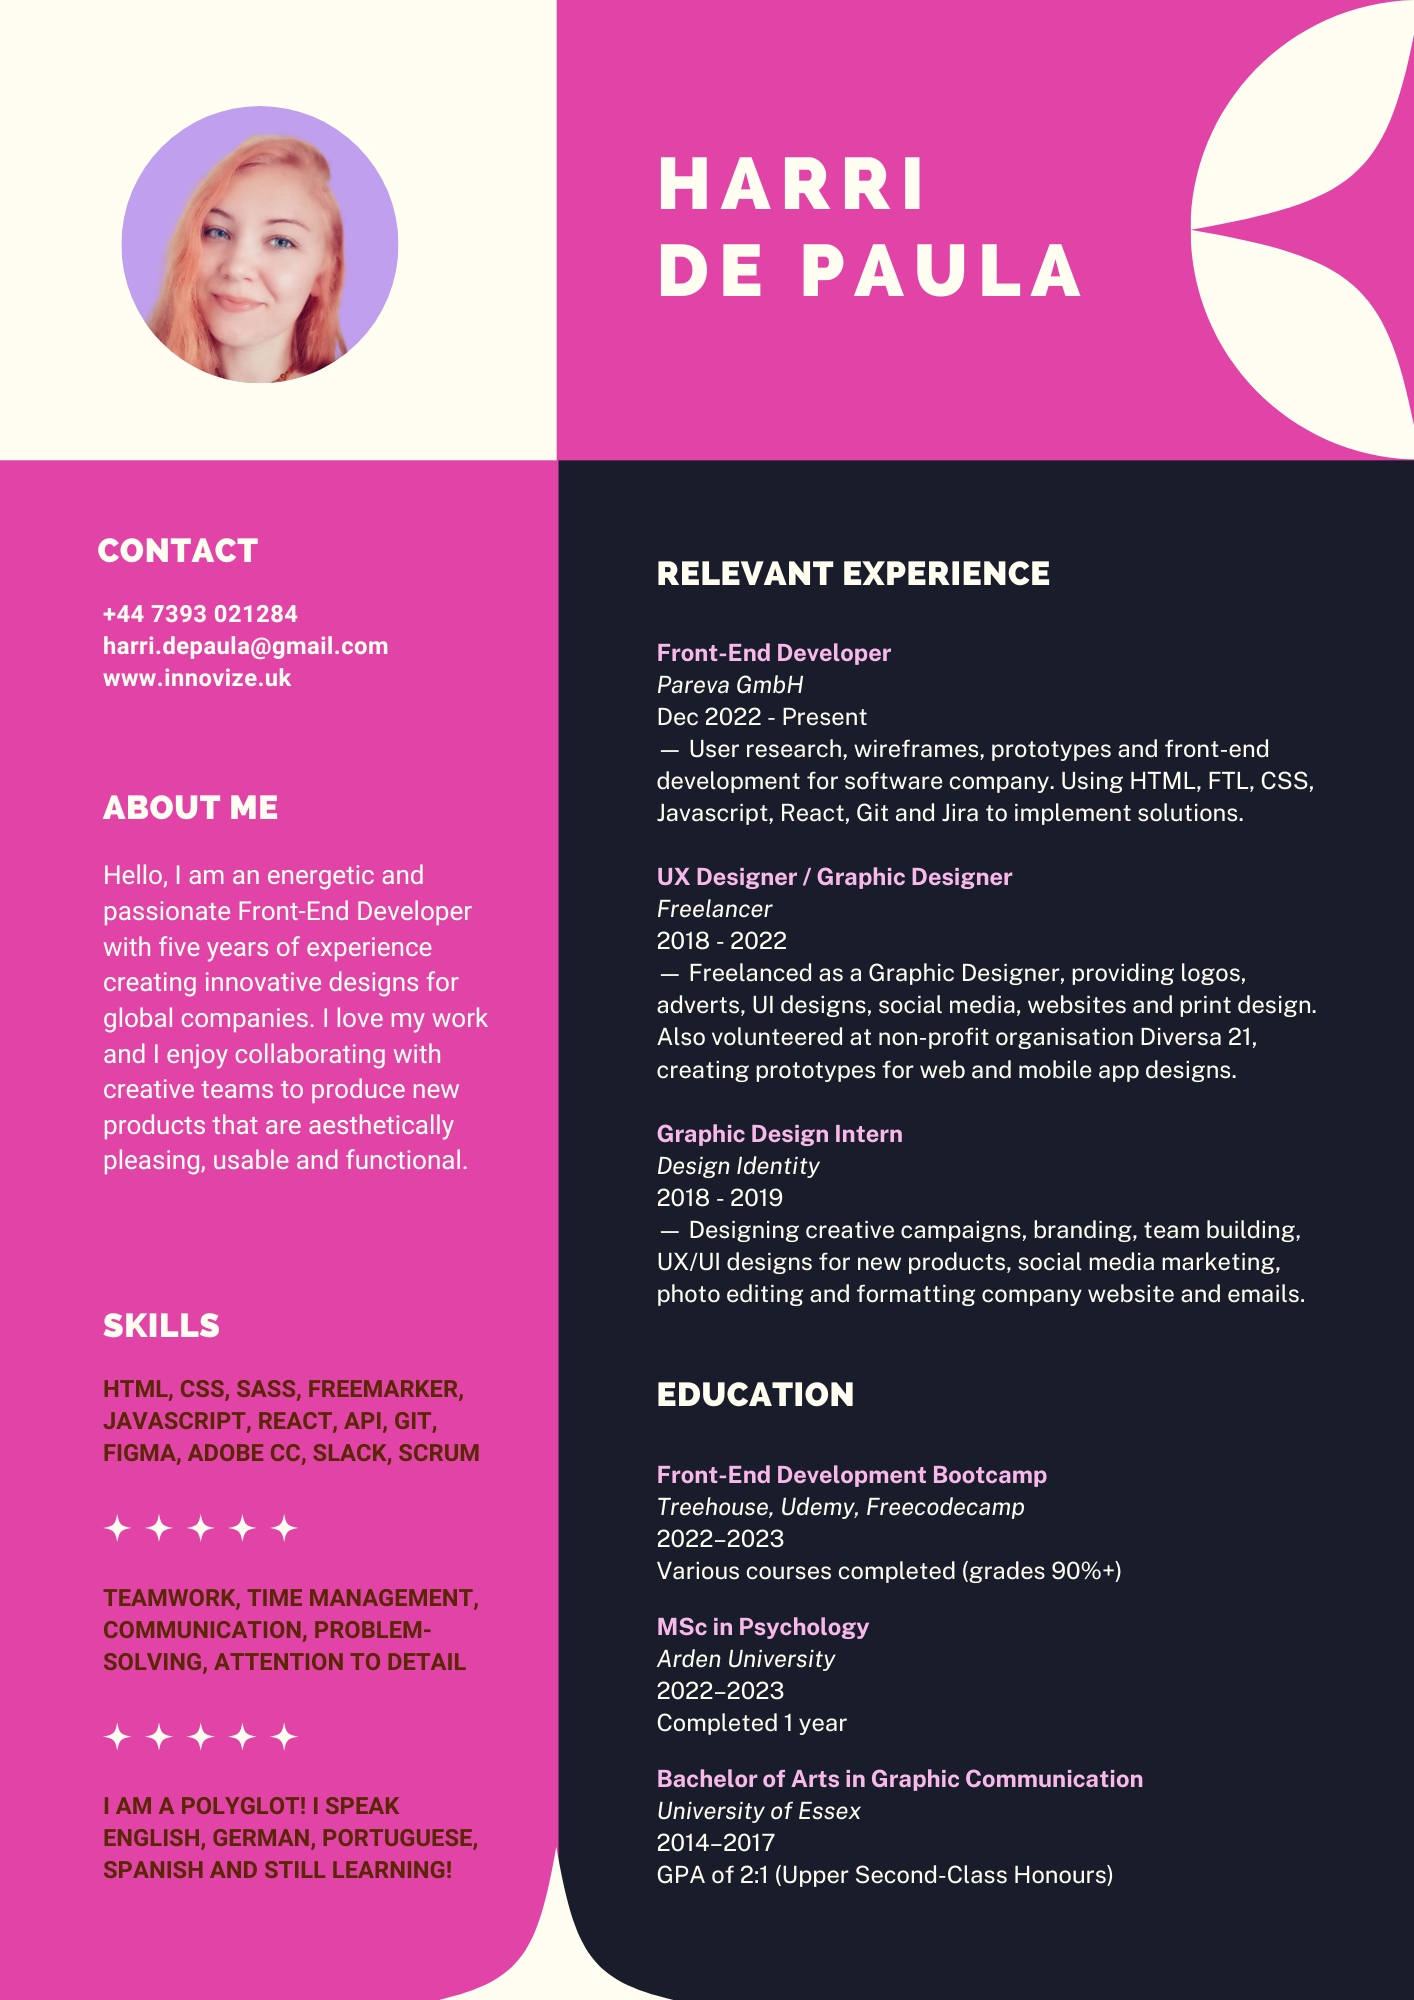 HARRI
DE PAULA
CONTACT
+44 7393 021284
harri.depaula@gmail.com
www.innovize.uk
ABOUT ME
Hello, I am an energetic and
passionate Front-End Developer
with five years of experience
creating innovative designs for
global companies. I love my work
and I enjoy collaborating with
creative teams to produce new
products that are aesthetically
pleasing, usable and functional.
SKILLS
HTML, CSS, SASS, FREEMARKER,
JAVASCRIPT, REACT, API, GIT,
FIGMA, ADOBE CC, SLACK, SCRUM
TEAMWORK, TIME MANAGEMENT,
COMMUNICATION, PROBLEM-
SOLVING, ATTENTION TO DETAIL
I AM A POLYGLOT! I SPEAK
ENGLISH, GERMAN, PORTUGUESE,
SPANISH AND STILL LEARNING!
RELEVANT EXPERIENCE
Front-End Developer
Pareva GmbH
Dec 2022 - Present
— User research, wireframes, prototypes and front-end
development for software company. Using HTML, FTL, CSS,
Javascript, React, Git and Jira to implement solutions.
UX Designer / Graphic Designer
Freelancer
2018 - 2022
— Freelanced as a Graphic Designer, providing logos,
adverts, UI designs, social media, websites and print design.
Also volunteered at non-profit organisation Diversa 21,
creating prototypes for web and mobile app designs.
Graphic Design Intern
Design Identity
2018 - 2019
— Designing creative campaigns, branding, team building,
UX/UI designs for new products, social media marketing,
photo editing and formatting company website and emails.
EDUCATION
Front-End Development Bootcamp
Treehouse, Udemy, Freecodecamp
2022–2023
Various courses completed (grades 90%+)
MSc in Psychology
Arden University
2022–2023
Completed 1 year
Bachelor of Arts in Graphic Communication
University of Essex
2014–2017
GPA of 2:1 (Upper Second-Class Honours)